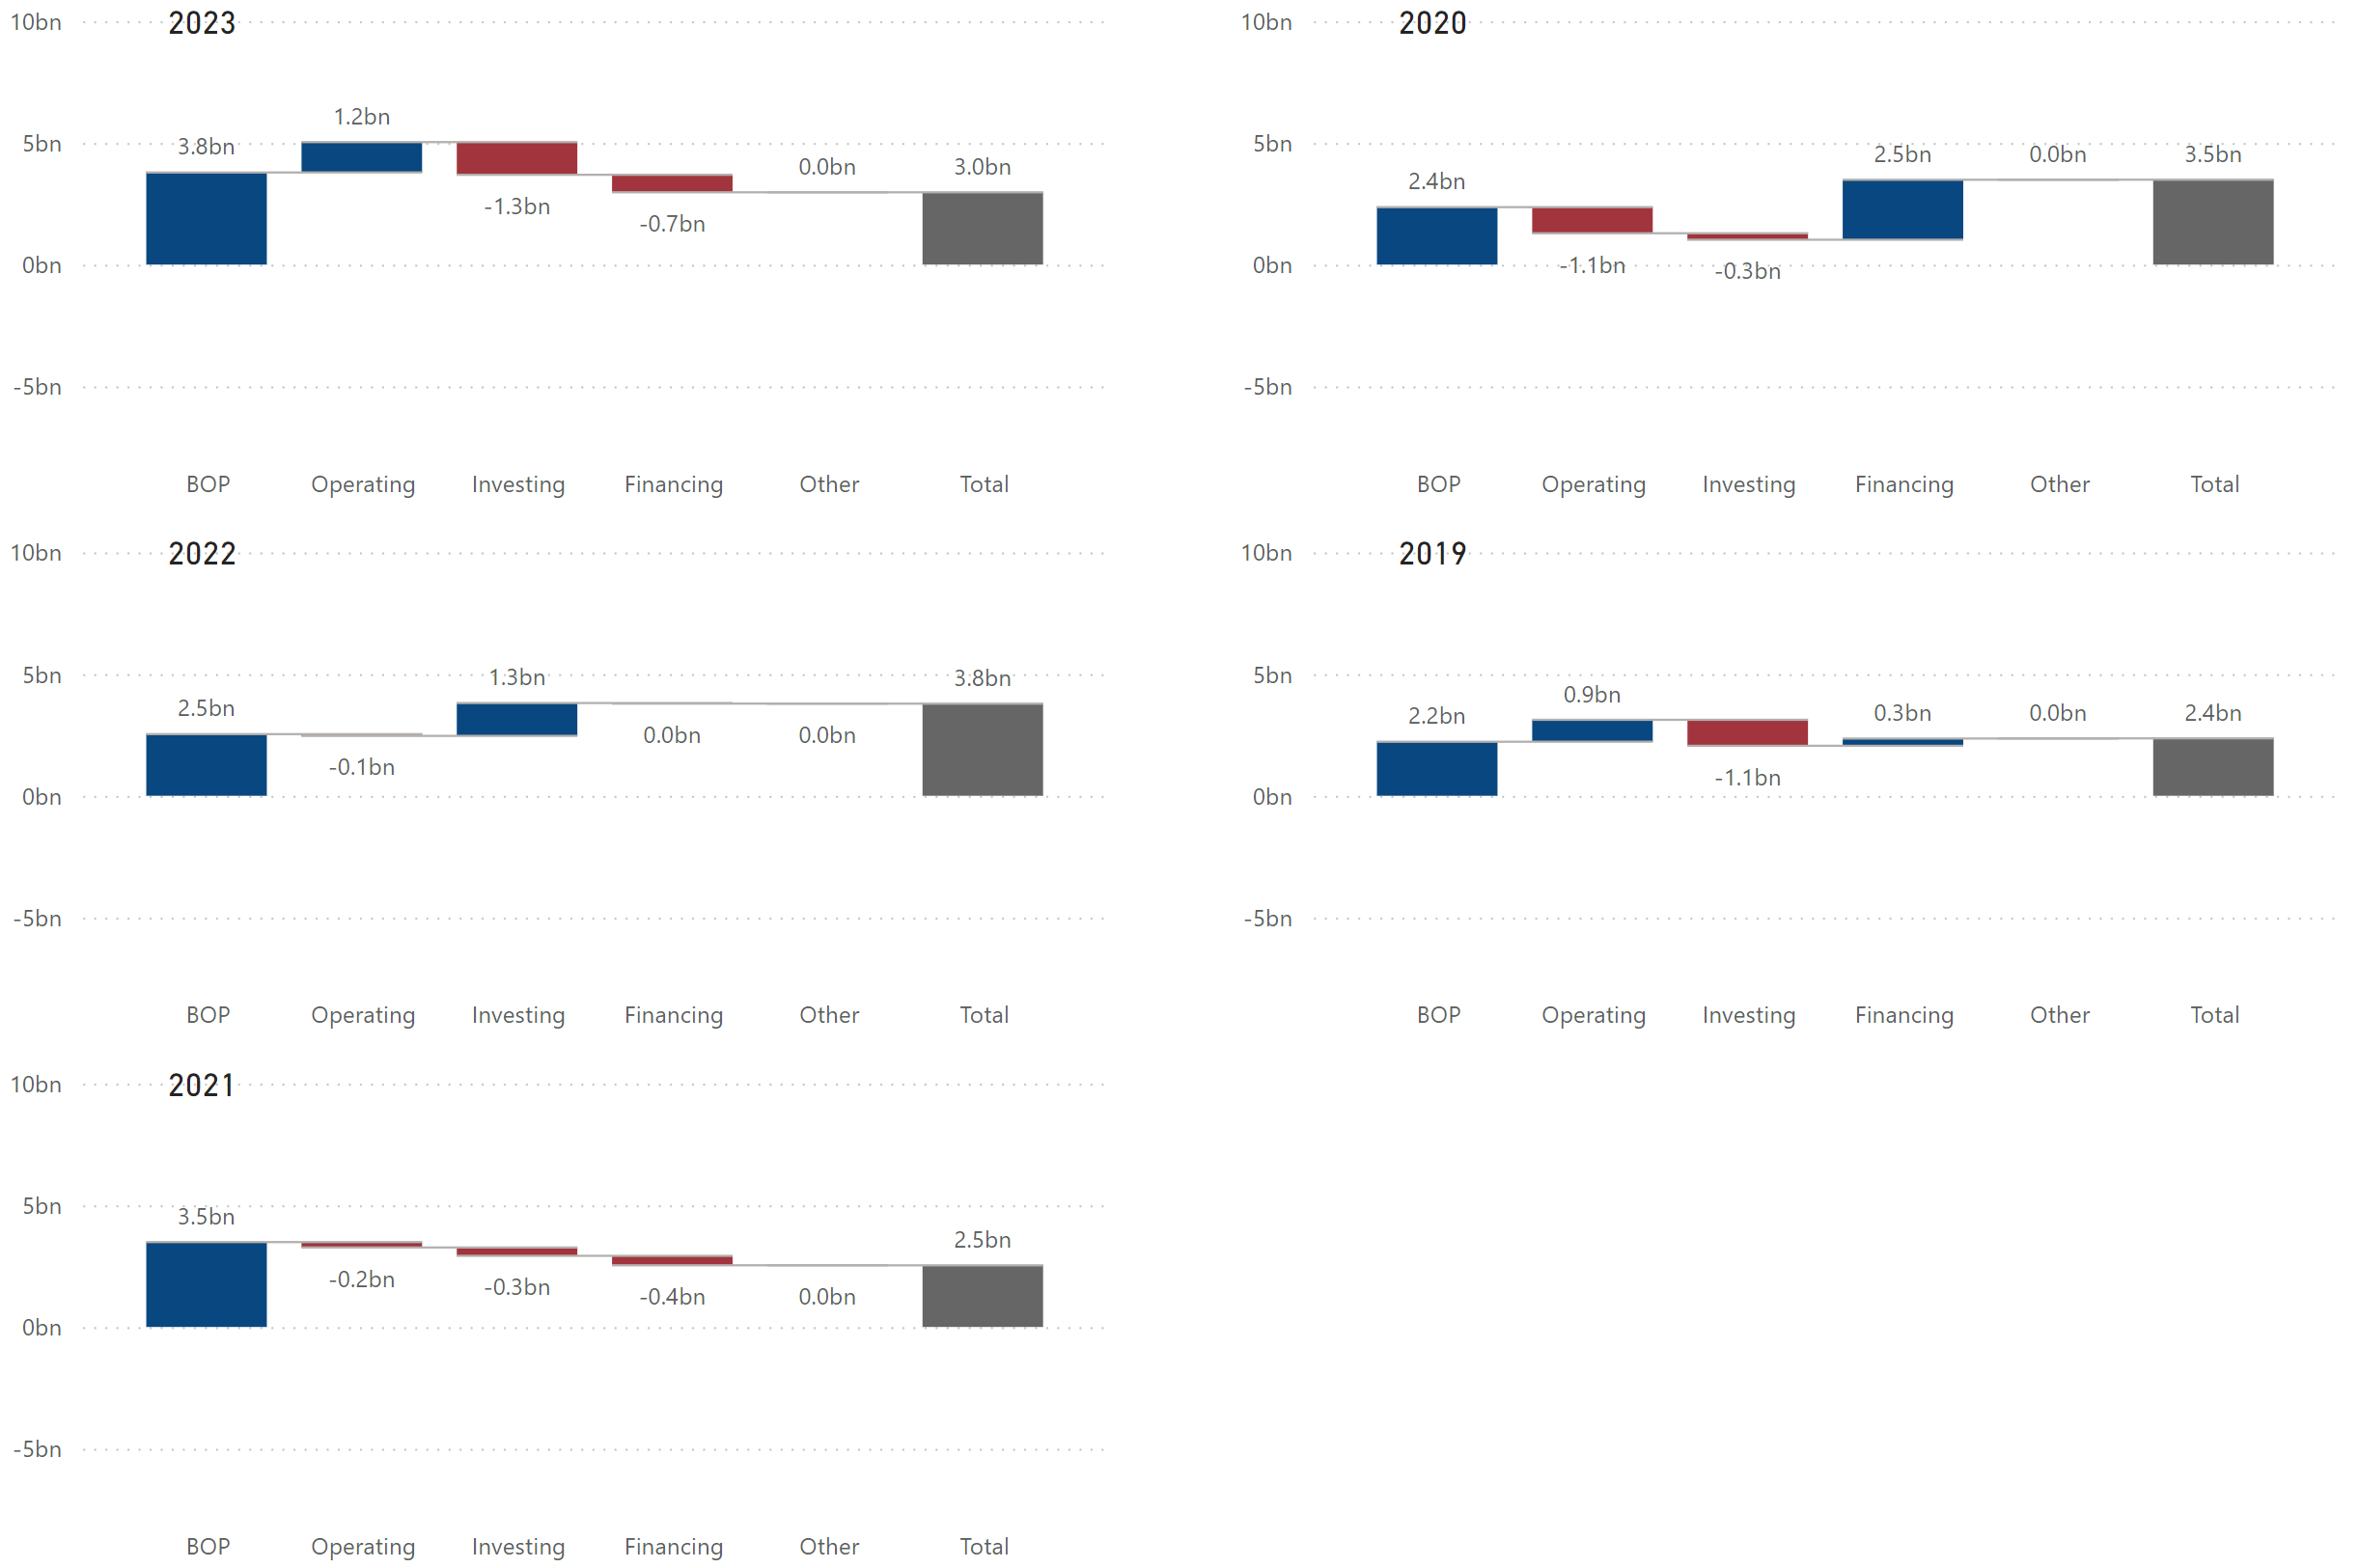 2023
10bn
5bn
0bn
-5bn
3.8bn
1.2bn
-1.3bn
-0.7bn
0.0bn
3.0bn
BOP Operating Investing Financing Other Total
2022
10bn
5bn
0bn
-5bn
2.5bn
-0.1bn
1.3bn
0.0bn
0.0bn
3.8bn
BOP Operating Investing Financing Other Total
2021
10bn
5bn
0bn
-5bn
3.5bn
-0.2bn
-0.3bn
-0.4bn
0.0bn
2.5bn
BOP Operating Investing Financing Other Total
2020
10bn
5bn
0bn
-5bn
2.4bn
-1.1bn
-0.3bn
2.5bn
0.0bn
3.5bn
BOP Operating Investing Financing Other Total
2019
10bn
5bn
0bn
-5bn
2.2bn
0.9bn
-1.1bn
0.3bn
0.0bn
2.4bn
BOP Operating Investing Financing Other Total